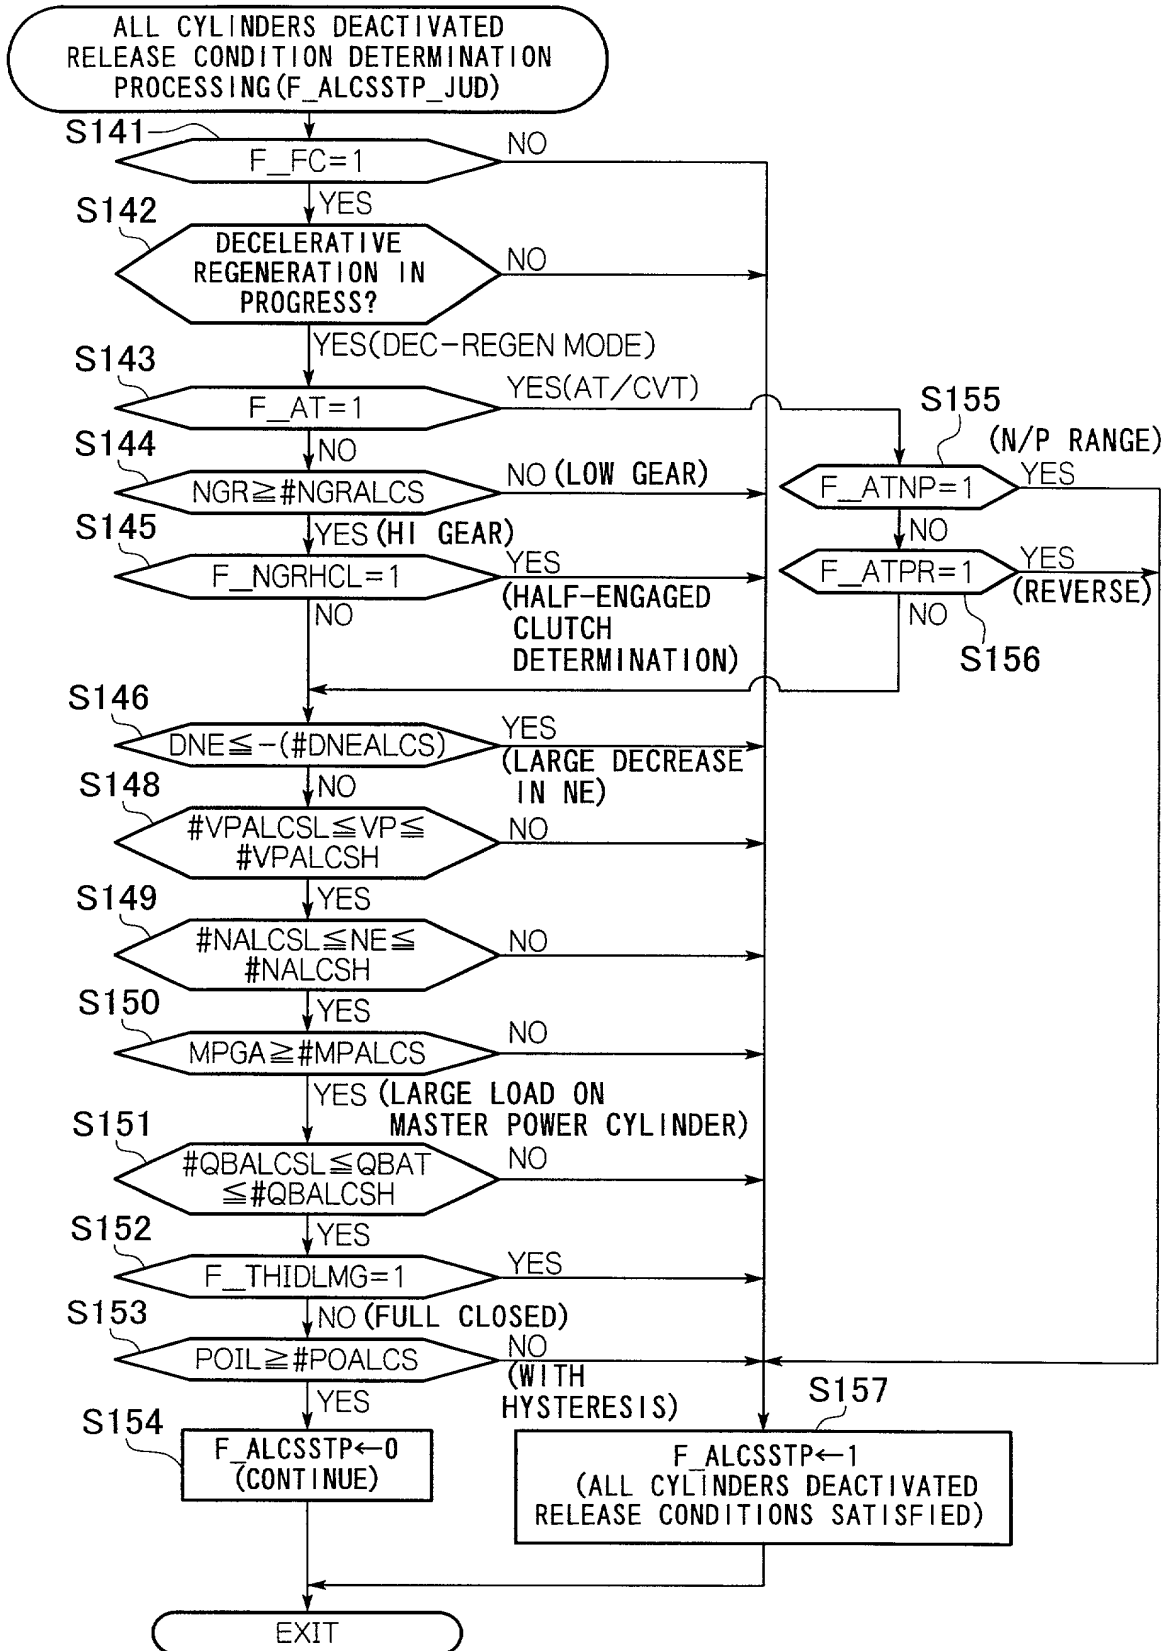 ALL CYLINDERS DEACTIVATED
RELEASE CONDITION DETERMINATION
PROCESSING(F_ALCSSTP_JUD)
S141
F_FC=1
NO
YES
S142
DECELERATIVE
REGENERATION IN
PROGRESS?
NO
YES(DEC-REGEN MODE)
S143
F_AT=1
YES(AT/CVT)
NO
S155
(N/P RANGE)
F_ATNP=1
YES
NO
S144
NGR≧#NGRALCS
NO (LOW GEAR)
YES (HI GEAR)
S145
F_NGRHCL=1
YES
(HALF-ENGAGED
CLUTCH
DETERMINATION)
NO
F_ATPR=1
YES
(REVERSE)
NO
S156
S146
DNE≦-(#DNEALCS)
YES
(LARGE DECREASE
IN NE)
NO
S148
#VPALCSL≦VP≦
#VPALCSH
NO
YES
S149
#NALCSL≦NE≦
#NALCSH
NO
YES
S150
MPGA≧#MPALCS
NO
YES (LARGE LOAD ON
MASTER POWER CYLINDER)
S151
#QBALCSL≦QBAT
≦#QBALCSH
NO
YES
S152
F_THIDLMG=1
YES
NO (FULL CLOSED)
S153
POIL≧#POALCS
NO
(WITH
HYSTERESIS)
YES
S154
F_ALCSSTP←0
(CONTINUE)
S157
F_ALCSSTP←1
(ALL CYLINDERS DEACTIVATED
RELEASE CONDITIONS SATISFIED)
EXIT